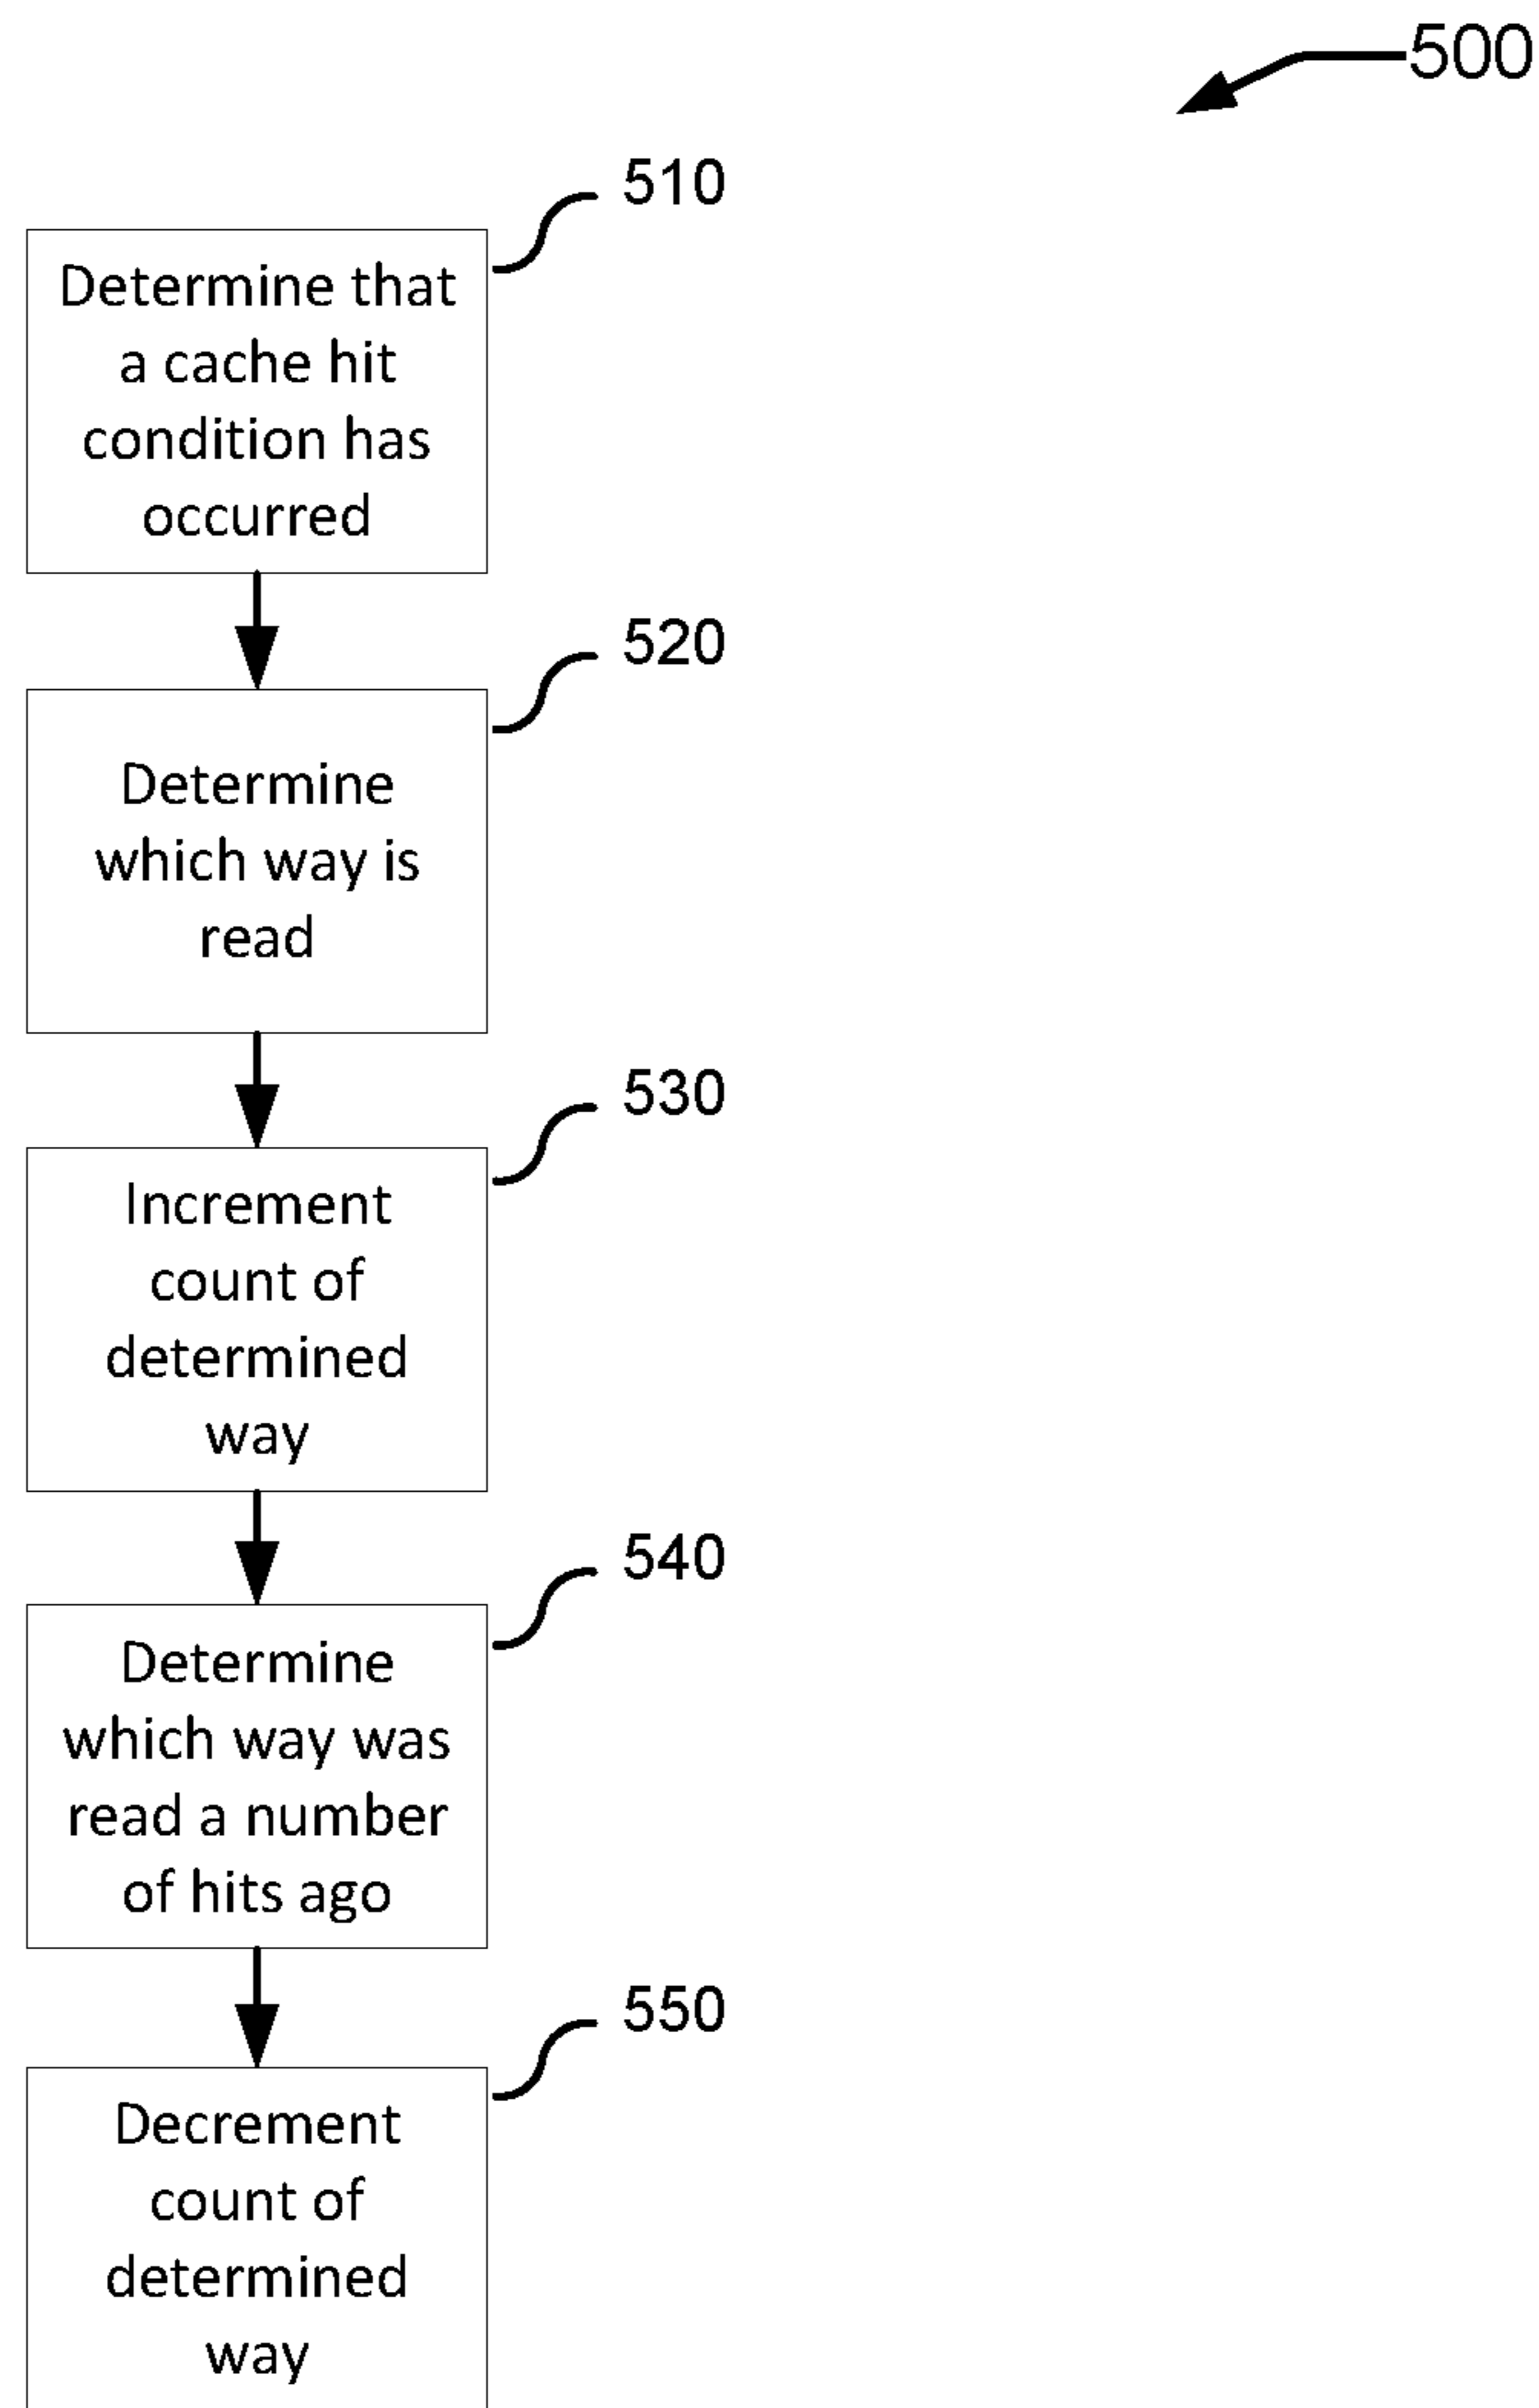 500
510
Determine that
a cache hit
condition has
occurred
520
Determine
which way is
read
530
Increment
count of
determined
way
540
Determine
which way was
read a number
of hits ago
550
Decrement
count of
determined
way